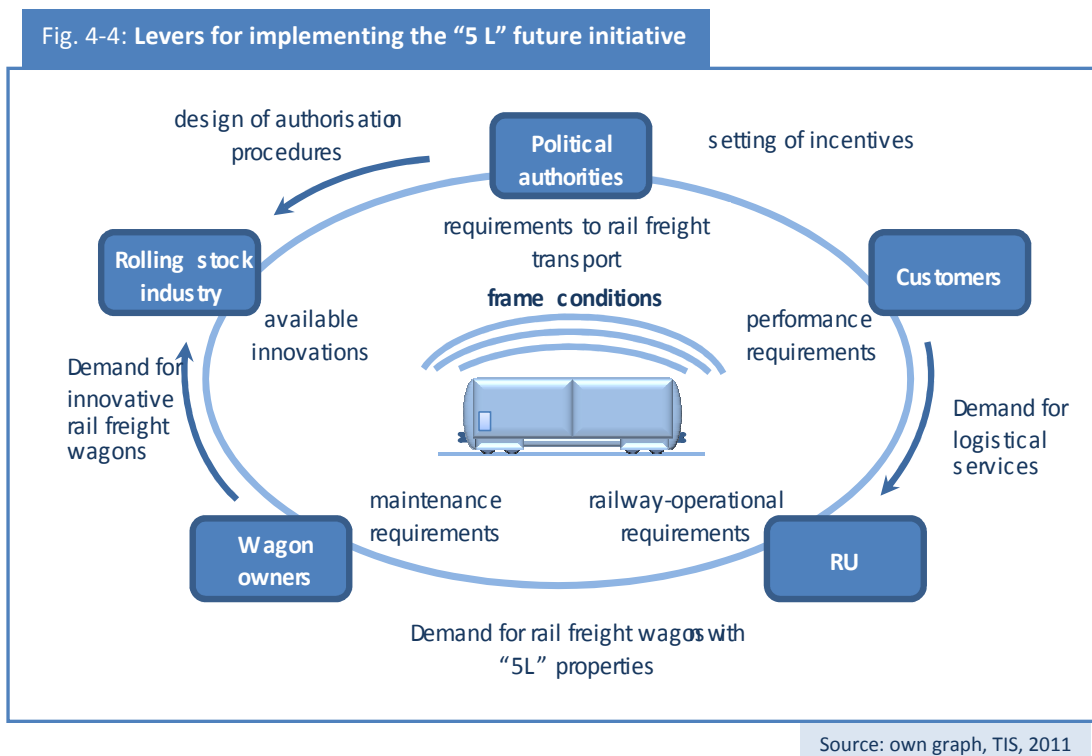 Fig. 4-4: Levers for implementing the “5 L” future initiative
design of authorisation
procedures
Political
authorities
setting of incentives
requirements to rail freight
transport
Rolling stock
industry
Customers
frame conditions
available
innovations
performance
requirements
Demand for
innovative
rail freight
wagons
Demand for
logistical
services
maintenance
requirements
railway-operational
requirements
Wagon
owners
RU
Demand for rail freight wagons with
“5L” properties
Source: own graph, TIS, 2011